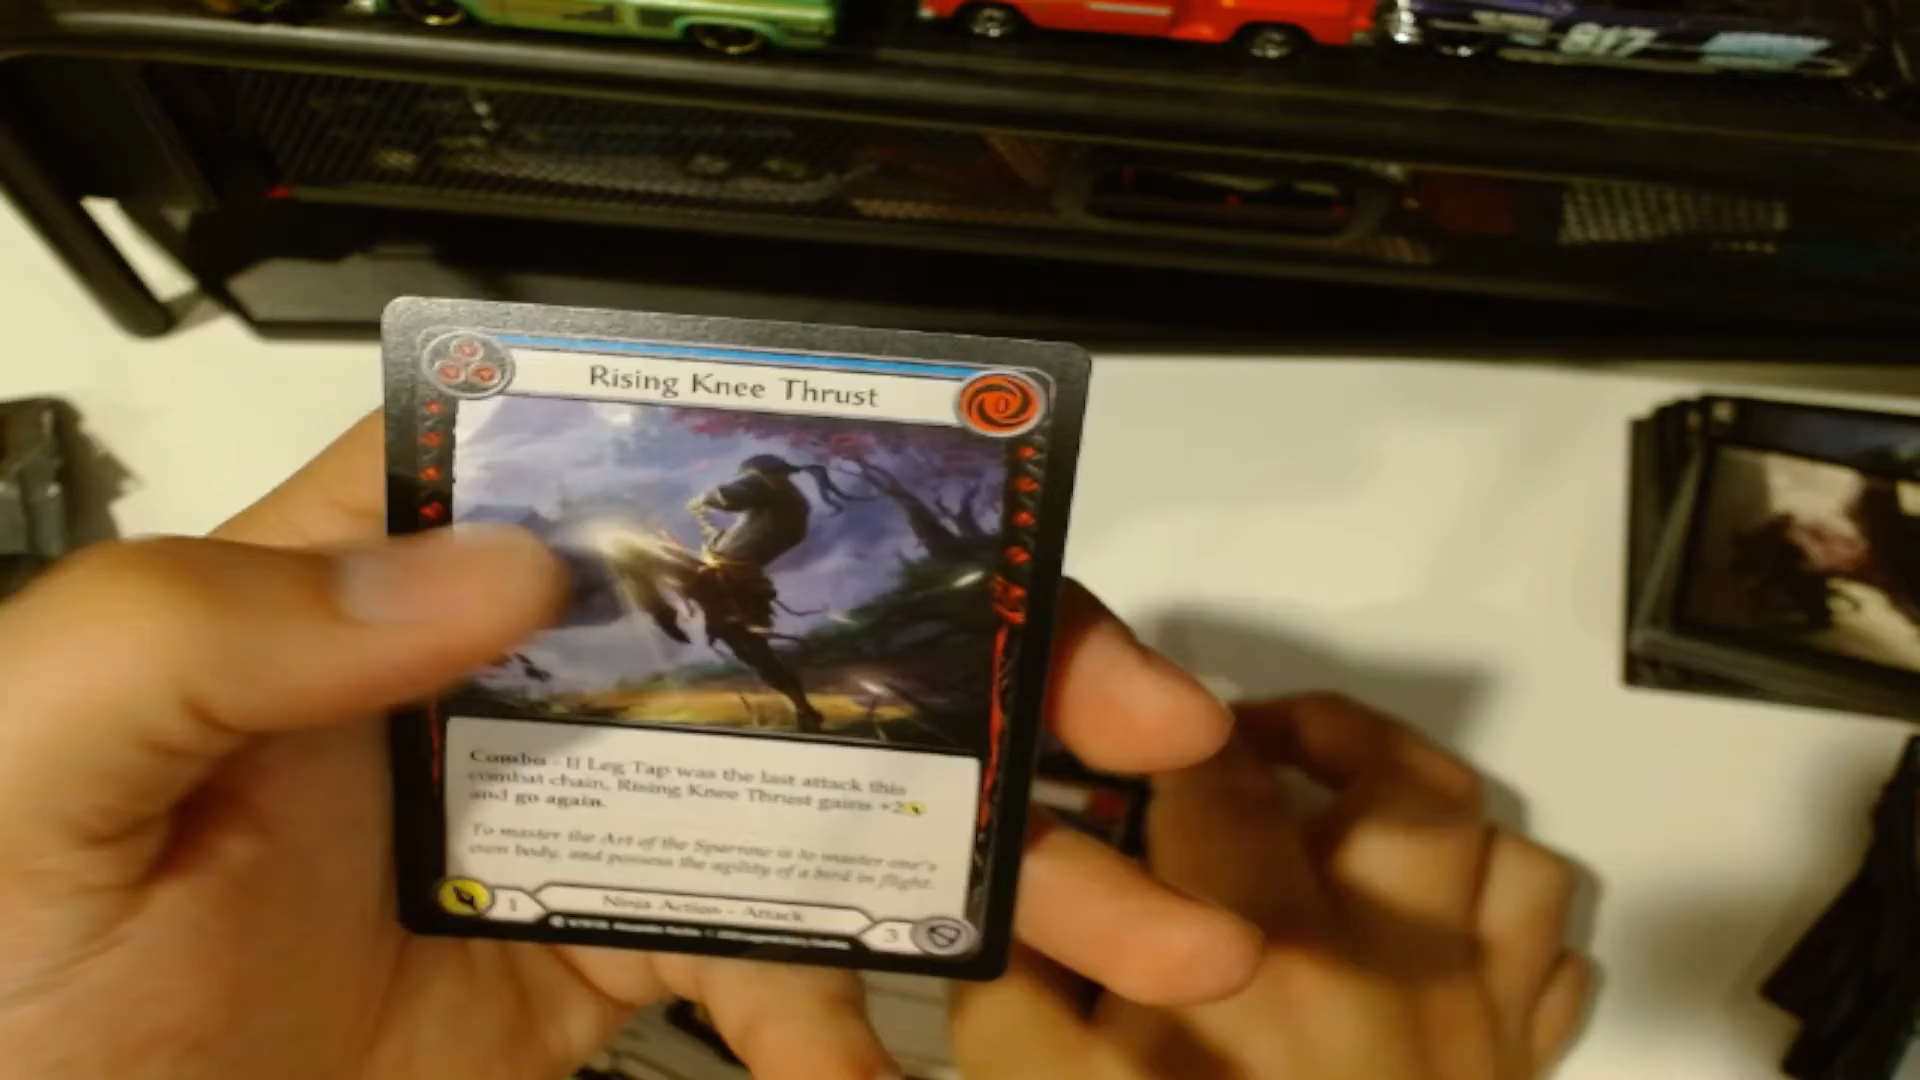 817
Rising Knee Thrust
0
Combo - If Leg Tap was the last attack this
combat chain, Rising Knee Thrust gains +2
and go again.
To master the Art of the Sparrow is to master one's
own body, and possess the agility of a bird in flight.
1
Ninja Action - Attack
3